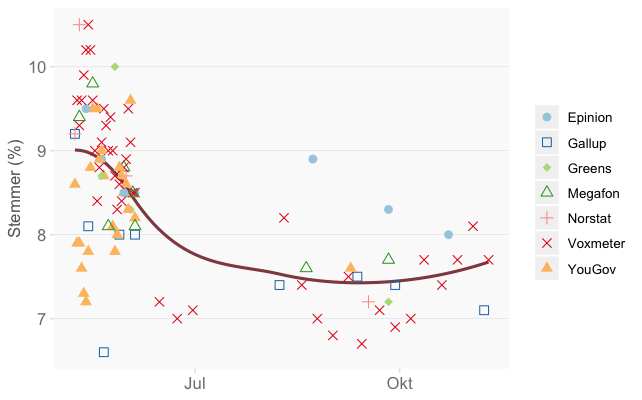 Stemmer (%)
10
9
8
7
Jul
Okt
Epinion
Gallup
Greens
Megafon
Norstat
Voxmeter
YouGov